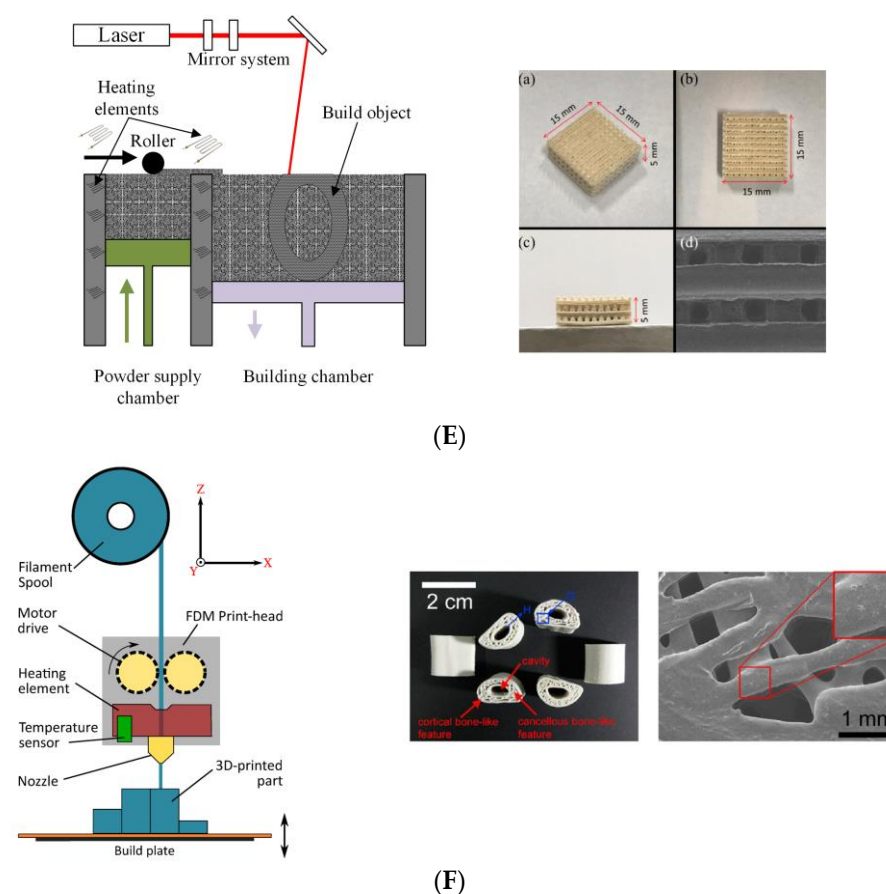 Laser
Mirror system
Heating
elements
Roller
Build object
Powder supply
chamber
Building chamber
(a)
15 mm
15 mm
5 mm
(b)
15 mm
15 mm
(c)
5 mm
(d)
(E)
Z
X
Y
Filament
Spool
Motor
drive
FDM Print-head
Heating
element
Temperature
sensor
Nozzle
3D-printed
part
Build plate
2 cm
H
cavity
cortical bone-like
feature
cancellous bone-like
feature
1 mm
(F)